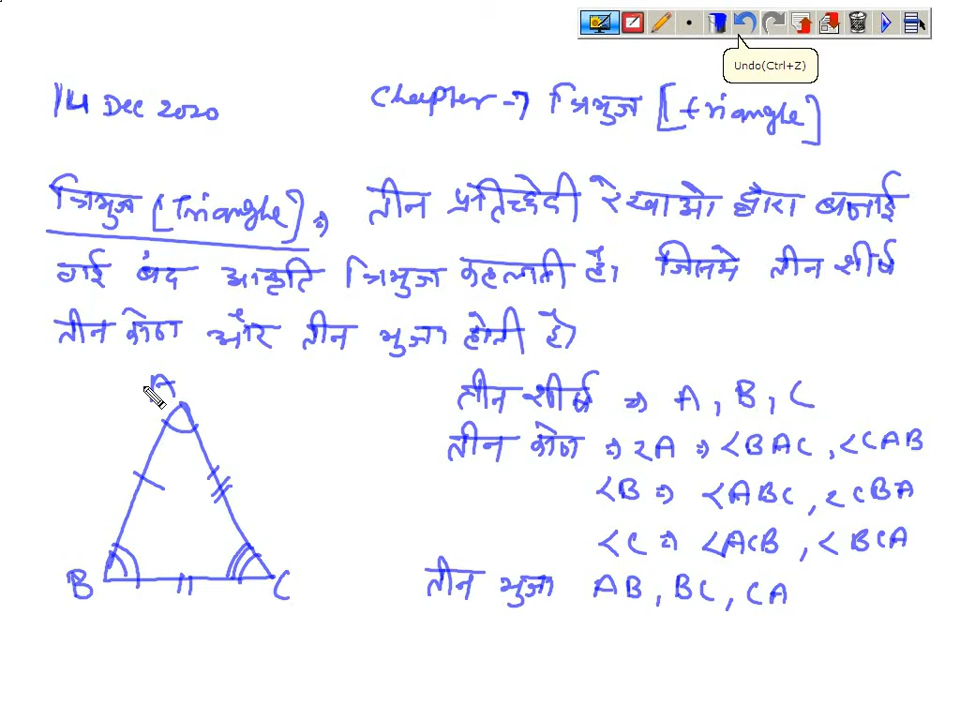 Undo(Ctrl+Z)
14 Dec 2020 Chapter → त्रिभुज [triangle]
त्रिभुज [Triangle] ⇒ तीन प्रतिच्छेदी रेखाओ द्वारा बनाई
गई बंद आकृति त्रिभुज कहलाती है। जिसमे तीन शीर्ष
तीन कोण और तीन भुजा होती है।
A
तीन शीर्ष ⇒ A, B, C
तीन कोण ⇒ ∠A ⇒ ∠BAC, ∠CAB
∠B ⇒ ∠ABC, ∠CBA
∠C ⇒ ∠ACB, ∠BCA
B C
तीन भुजा AB, BC, CA